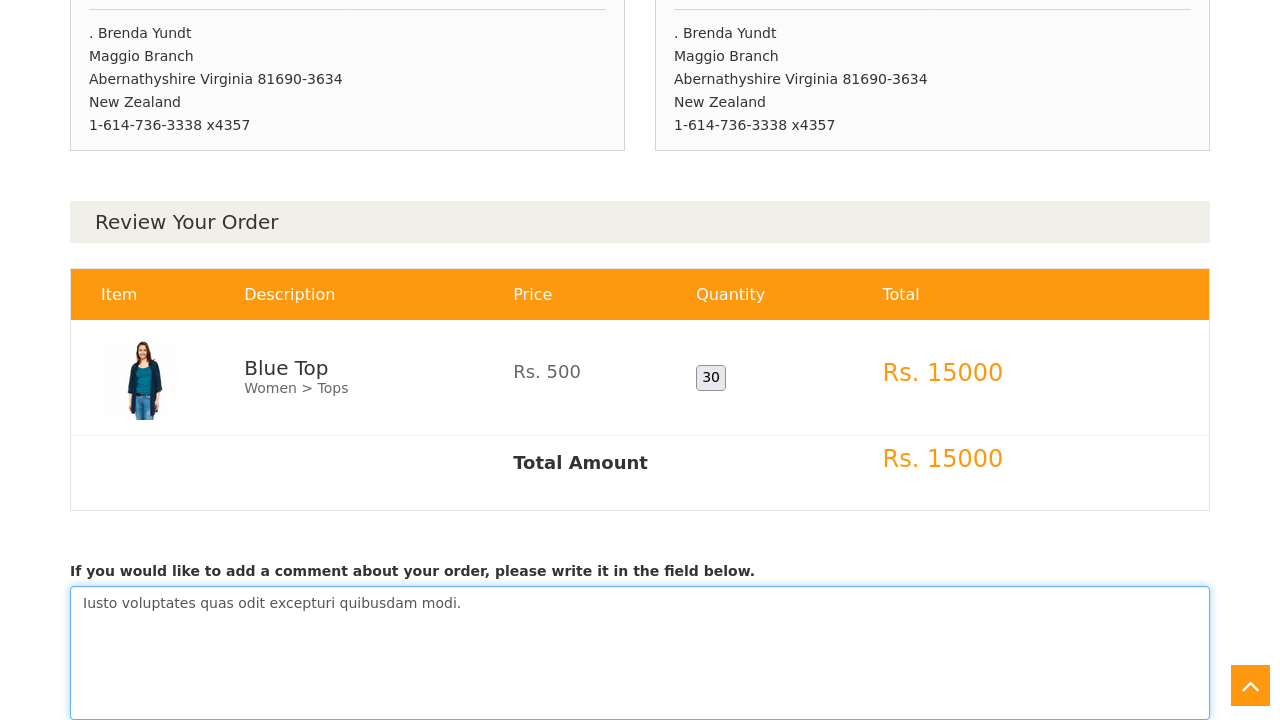 . Brenda Yundt
Maggio Branch
Abernathyshire Virginia 81690-3634
New Zealand
1-614-736-3338 x4357
. Brenda Yundt
Maggio Branch
Abernathyshire Virginia 81690-3634
New Zealand
1-614-736-3338 x4357
Review Your Order
Item Description Price Quantity Total
Blue Top
Women > Tops
Rs. 500
30
Rs. 15000
Total Amount Rs. 15000
If you would like to add a comment about your order, please write it in the field below.
Iusto voluptates quas odit excepturi quibusdam modi.